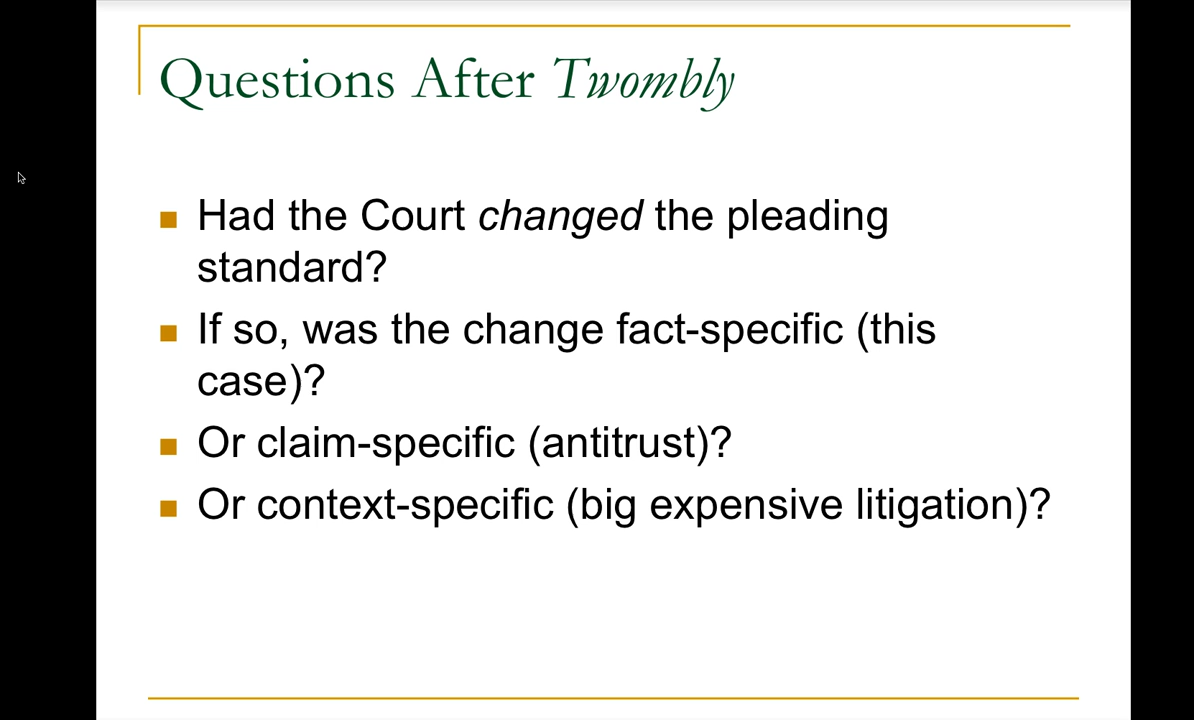 Questions After Twombly
Had the Court changed the pleading
standard?
If so, was the change fact-specific (this
case)?
Or claim-specific (antitrust)?
Or context-specific (big expensive litigation)?